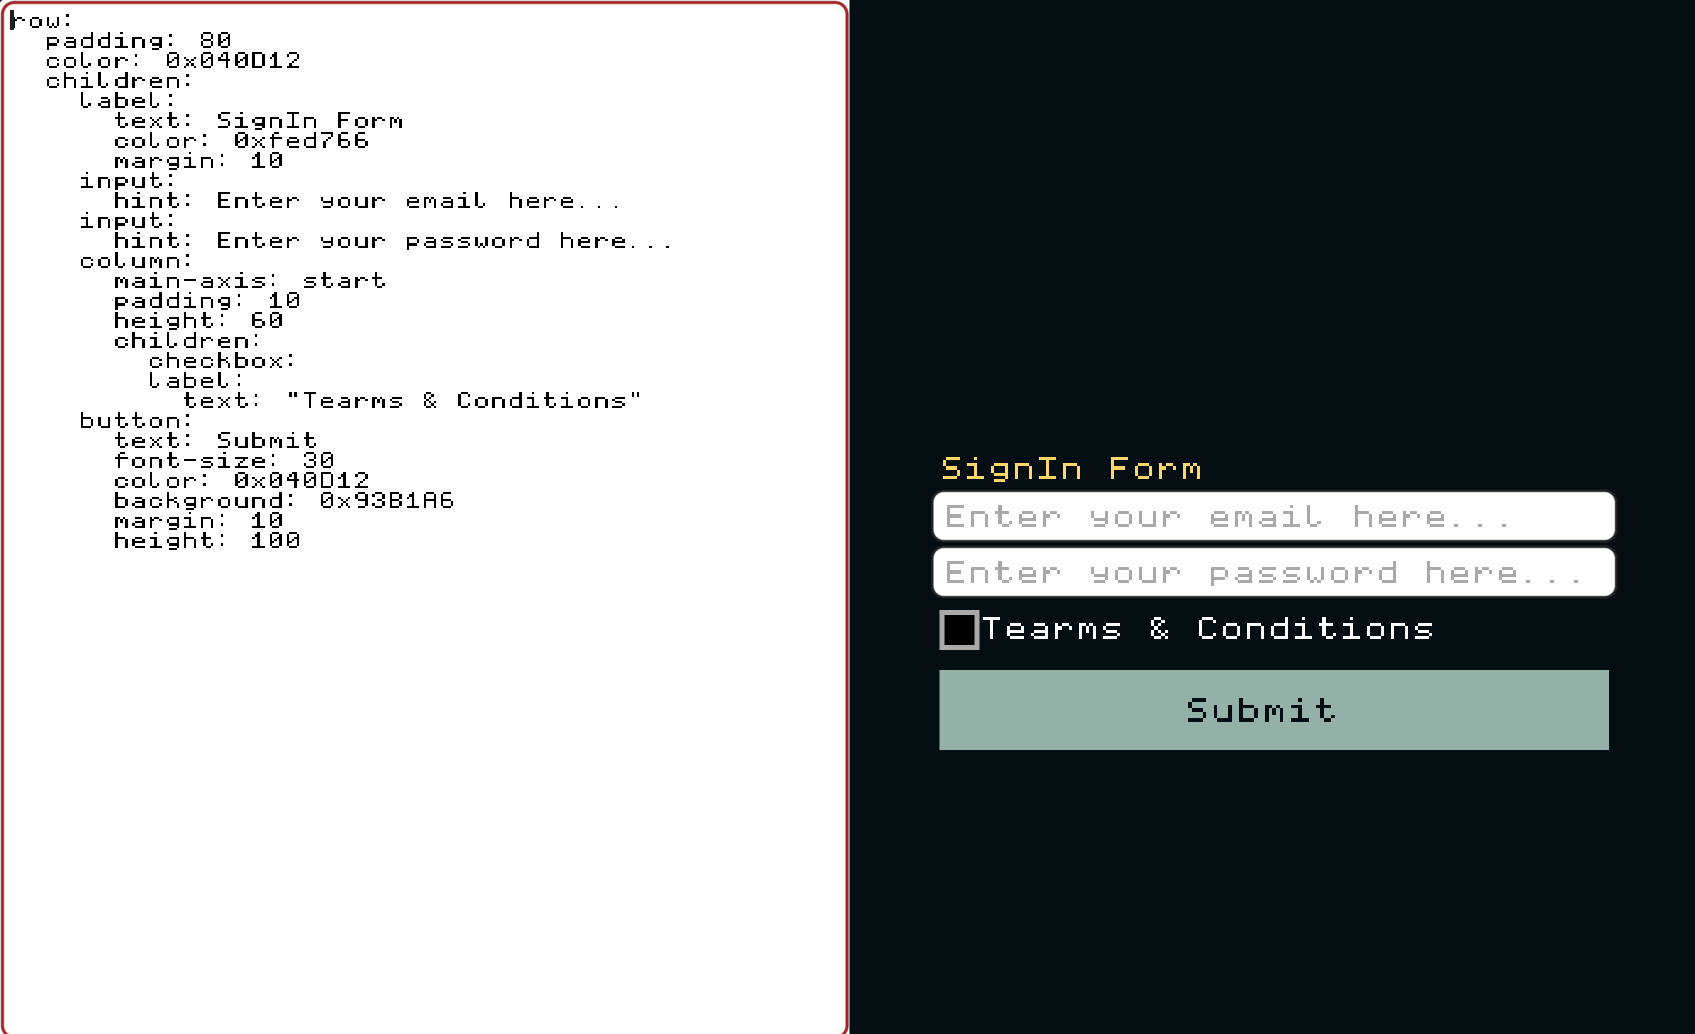 row:
  padding: 80
  color: 0x040D12
  children:
    label:
      text: SignIn Form
      color: 0xfed766
      margin: 10
    input:
      hint: Enter your email here...
    input:
      hint: Enter your password here...
    column:
      main-axis: start
      padding: 10
      height: 60
      children:
        checkbox:
        label:
          text: "Tearms & Conditions"
    button:
      text: Submit
      font-size: 30
      color: 0x040D12
      background: 0x93B1A6
      margin: 10
      height: 100
SignIn Form
Enter your email here...
Enter your password here...
Tearms & Conditions
Submit